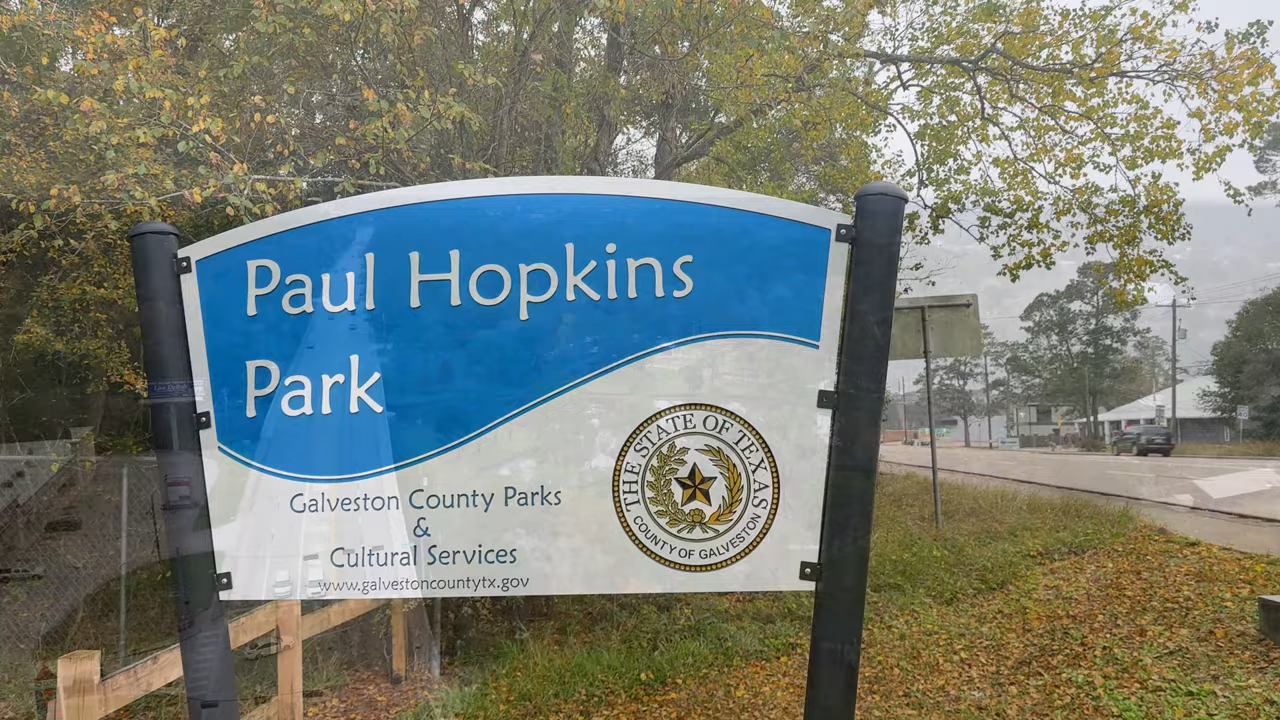 Paul Hopkins
Park
Galveston County Parks
&
Cultural Services
www.galvestoncountytx.gov
THE STATE OF TEXAS
COUNTY OF GALVESTON